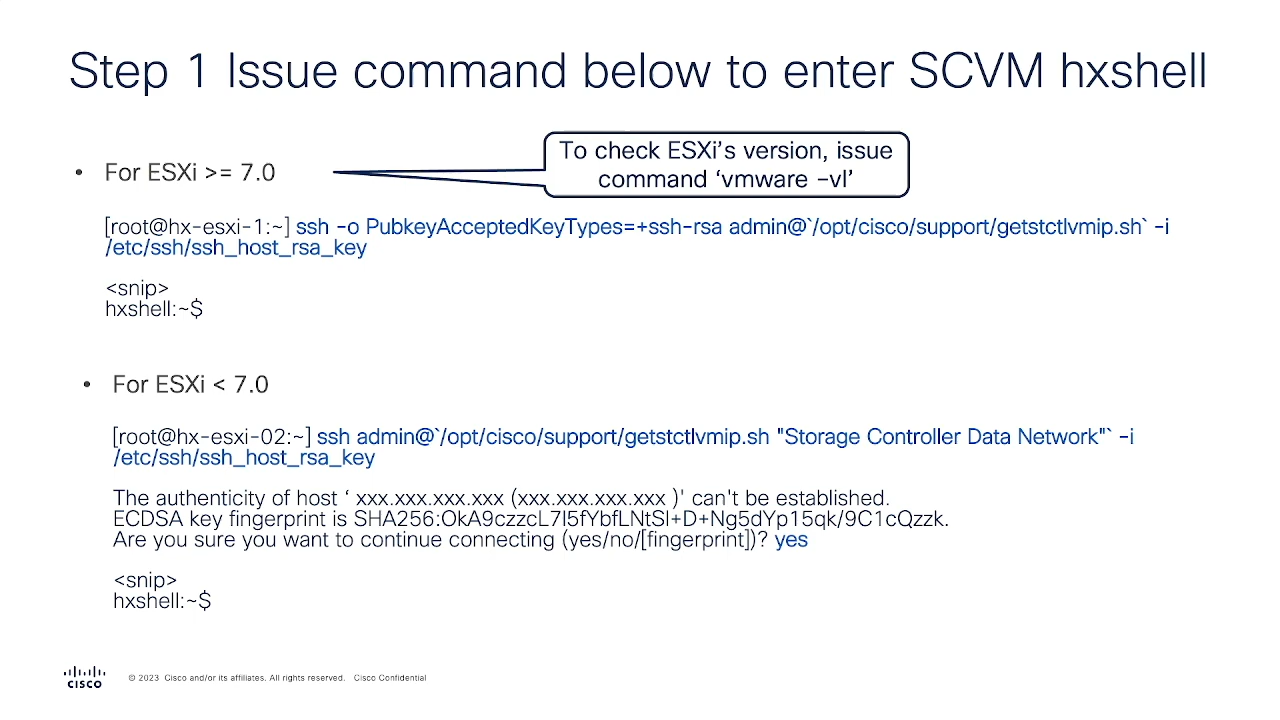 Step 1 Issue command below to enter SCVM hxshell
• For ESXi >= 7.0
To check ESXi’s version, issue
command ‘vmware –vl’
[root@hx-esxi-1:~] ssh -o PubkeyAcceptedKeyTypes=+ssh-rsa admin@`/opt/cisco/support/getstctlvmip.sh` -i
/etc/ssh/ssh_host_rsa_key
<snip>
hxshell:~$
• For ESXi < 7.0
[root@hx-esxi-02:~] ssh admin@`/opt/cisco/support/getstctlvmip.sh "Storage Controller Data Network"` -i
/etc/ssh/ssh_host_rsa_key
The authenticity of host ‘ xxx.xxx.xxx.xxx (xxx.xxx.xxx.xxx )' can't be established.
ECDSA key fingerprint is SHA256:OkA9czzcL7I5fYbfLNtSI+D+Ng5dYp15qk/9C1cQzzk.
Are you sure you want to continue connecting (yes/no/[fingerprint])? yes
<snip>
hxshell:~$
CISCO © 2023 Cisco and/or its affiliates. All rights reserved. Cisco Confidential